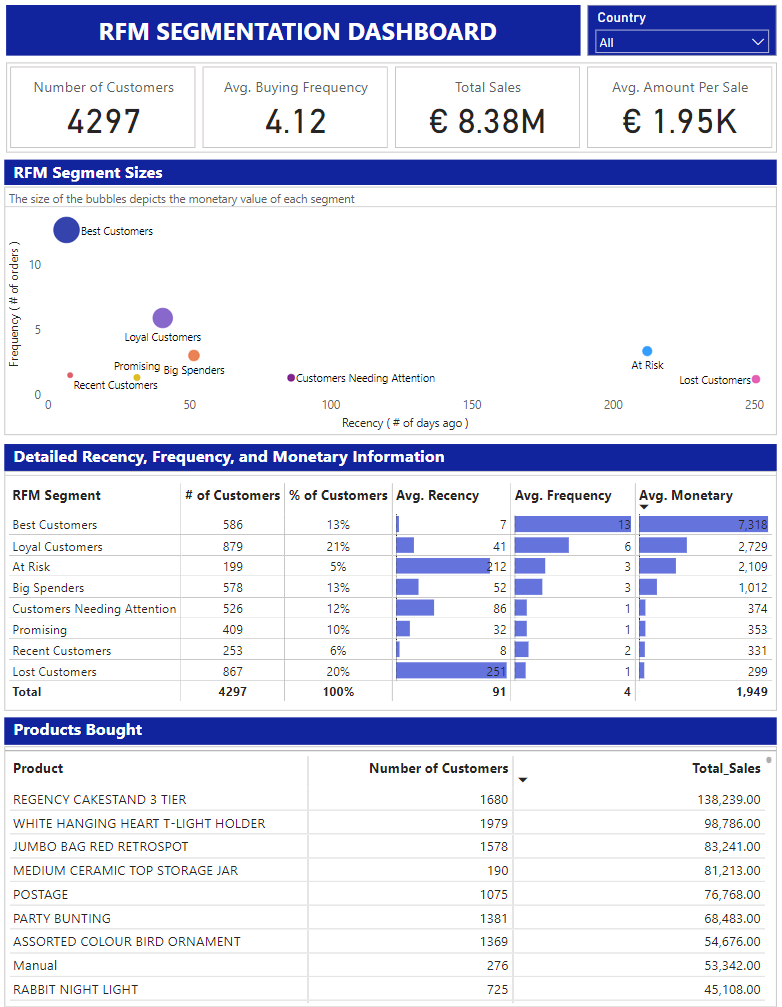 RFM SEGMENTATION DASHBOARD
Country
All
Number of Customers
4297
Avg. Buying Frequency
4.12
Total Sales
€ 8.38M
Avg. Amount Per Sale
€ 1.95K
RFM Segment Sizes
The size of the bubbles depicts the monetary value of each segment
Frequency ( # of orders )
10
5
0
Best Customers
Loyal Customers
Promising
Big Spenders
Recent Customers
Customers Needing Attention
At Risk
Lost Customers
0 50 100 150 200 250
Recency ( # of days ago )
Detailed Recency, Frequency, and Monetary Information
RFM Segment # of Customers % of Customers Avg. Recency Avg. Frequency Avg. Monetary
Best Customers 586 13% 7 13 7,318
Loyal Customers 879 21% 41 6 2,729
At Risk 199 5% 212 3 2,109
Big Spenders 578 13% 52 3 1,012
Customers Needing Attention 526 12% 86 1 374
Promising 409 10% 32 1 353
Recent Customers 253 6% 8 2 331
Lost Customers 867 20% 251 1 299
Total 4297 100% 91 4 1,949
Products Bought
Product Number of Customers Total_Sales
REGENCY CAKESTAND 3 TIER 1680 138,239.00
WHITE HANGING HEART T-LIGHT HOLDER 1979 98,786.00
JUMBO BAG RED RETROSPOT 1578 83,241.00
MEDIUM CERAMIC TOP STORAGE JAR 190 81,213.00
POSTAGE 1075 76,768.00
PARTY BUNTING 1381 68,483.00
ASSORTED COLOUR BIRD ORNAMENT 1369 54,676.00
Manual 276 53,342.00
RABBIT NIGHT LIGHT 725 45,108.00